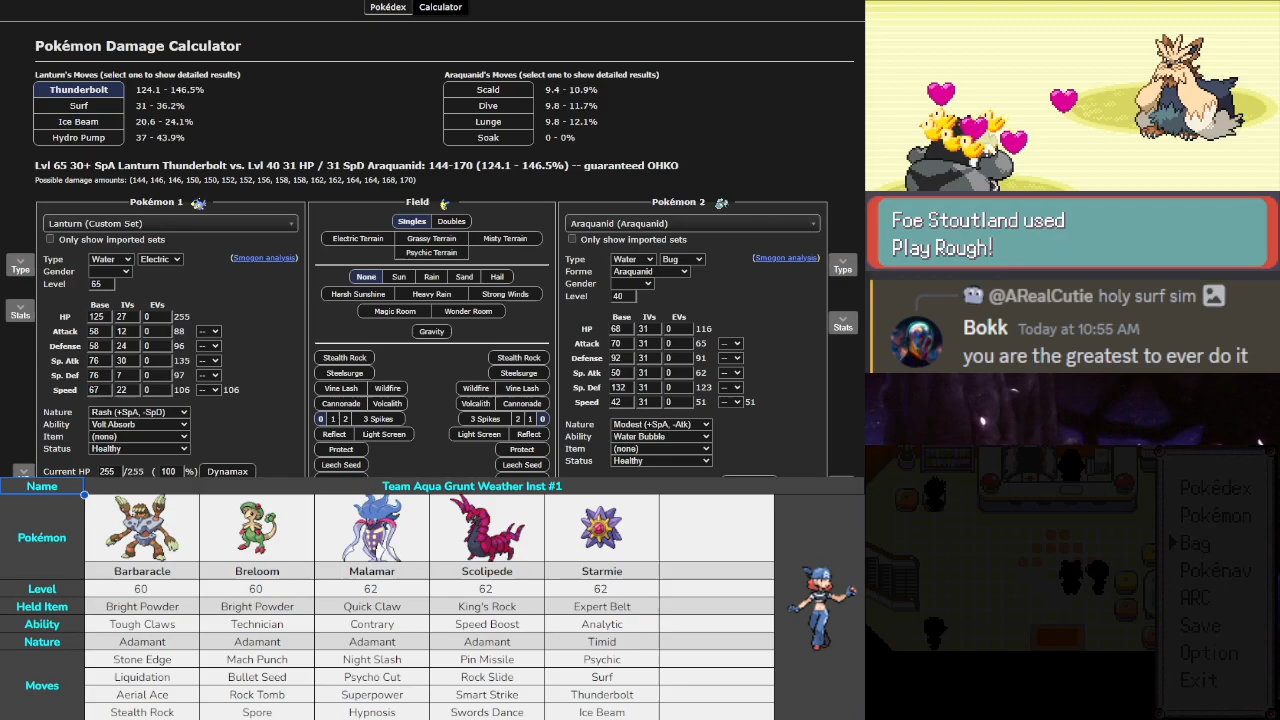 Pokédex Calculator
Pokémon Damage Calculator
Lanturn's Moves (select one to show detailed results)
Thunderbolt 124.1 - 146.5%
Surf 31 - 36.2%
Ice Beam 20.6 - 24.1%
Hydro Pump 37 - 43.9%
Araquanid's Moves (select one to show detailed results)
Scald 9.4 - 10.9%
Dive 9.8 - 11.7%
Lunge 9.8 - 12.1%
Soak 0 - 0%
Lvl 65 30+ SpA Lanturn Thunderbolt vs. Lvl 40 31 HP / 31 SpD Araquanid: 144-170 (124.1 - 146.5%) -- guaranteed OHKO
Possible damage amounts: (144, 146, 146, 150, 150, 152, 152, 156, 158, 158, 162, 162, 164, 164, 168, 170)
Pokémon 1
Lanturn (Custom Set)
Only show imported sets
Type Water Electric (Smogon analysis)
Gender
Level 65
Base IVs EVs
HP 125 27 0 255
Attack 58 12 0 88 --
Defense 58 24 0 96 --
Sp. Atk 76 30 0 135 --
Sp. Def 76 7 0 97 --
Speed 67 22 0 106 -- 106
Nature Rash (+SpA, -SpD)
Ability Volt Absorb
Item (none)
Status Healthy
Current HP 255 /255 ( 100 %) Dynamax
Type
Stats
Field
Singles Doubles
Electric Terrain Grassy Terrain Misty Terrain
Psychic Terrain
None Sun Rain Sand Hail
Harsh Sunshine Heavy Rain Strong Winds
Magic Room Wonder Room
Gravity
Stealth Rock Stealth Rock
Steelsurge Steelsurge
Vine Lash Wildfire Wildfire Vine Lash
Cannonade Volcalith Volcalith Cannonade
0 1 2 3 Spikes 3 Spikes 2 1 0
Reflect Light Screen Light Screen Reflect
Protect Protect
Leech Seed Leech Seed
Pokémon 2
Araquanid (Araquanid)
Only show imported sets
Type Water Bug (Smogon analysis)
Forme Araquanid
Gender
Level 40
Base IVs EVs
HP 68 31 0 116
Attack 70 31 0 65 --
Defense 92 31 0 91 --
Sp. Atk 50 31 0 62 --
Sp. Def 132 31 0 123 --
Speed 42 31 0 51 -- 51
Nature Modest (+SpA, -Atk)
Ability Water Bubble
Item (none)
Status Healthy
Type
Stats
Name Team Aqua Grunt Weather Inst #1
Pokémon Barbaracle Breloom Malamar Scolipede Starmie
Level 60 60 62 62 62
Held Item Bright Powder Bright Powder Quick Claw King's Rock Expert Belt
Ability Tough Claws Technician Contrary Speed Boost Analytic
Nature Adamant Adamant Adamant Adamant Timid
Moves Stone Edge Mach Punch Night Slash Pin Missile Psychic
Liquidation Bullet Seed Psycho Cut Rock Slide Surf
Aerial Ace Rock Tomb Superpower Smart Strike Thunderbolt
Stealth Rock Spore Hypnosis Swords Dance Ice Beam
Foe Stoutland used
Play Rough!
@ARealCutie holy surf sim
Bokk Today at 10:55 AM
you are the greatest to ever do it
Pokédex
Pokémon
Bag
Pokénav
ARC
Save
Option
Exit